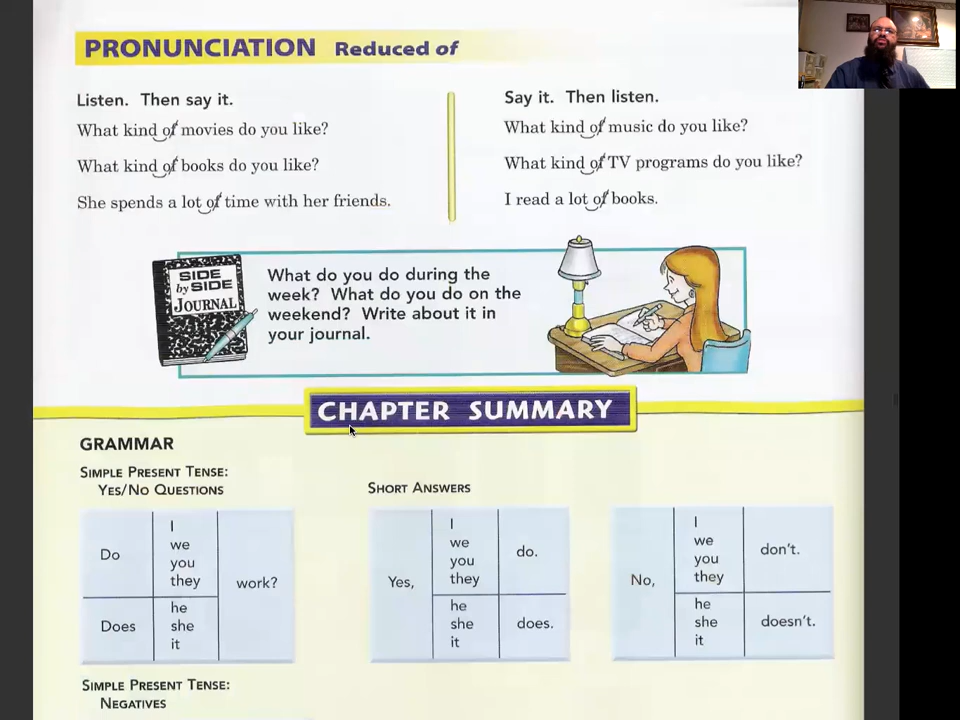 PRONUNCIATION Reduced of
Listen. Then say it.
What kind of movies do you like?
What kind of books do you like?
She spends a lot of time with her friends.
Say it. Then listen.
What kind of music do you like?
What kind of TV programs do you like?
I read a lot of books.
SIDE
by SIDE
JOURNAL
What do you do during the
week? What do you do on the
weekend? Write about it in
your journal.
CHAPTER SUMMARY
GRAMMAR
SIMPLE PRESENT TENSE:
YES/NO QUESTIONS
Do
I
we
you
they
Does
he
she
it
work?
SHORT ANSWERS
Yes,
I
we
you
they
do.
he
she
it
does.
No,
I
we
you
they
don't.
he
she
it
doesn't.
SIMPLE PRESENT TENSE:
NEGATIVES